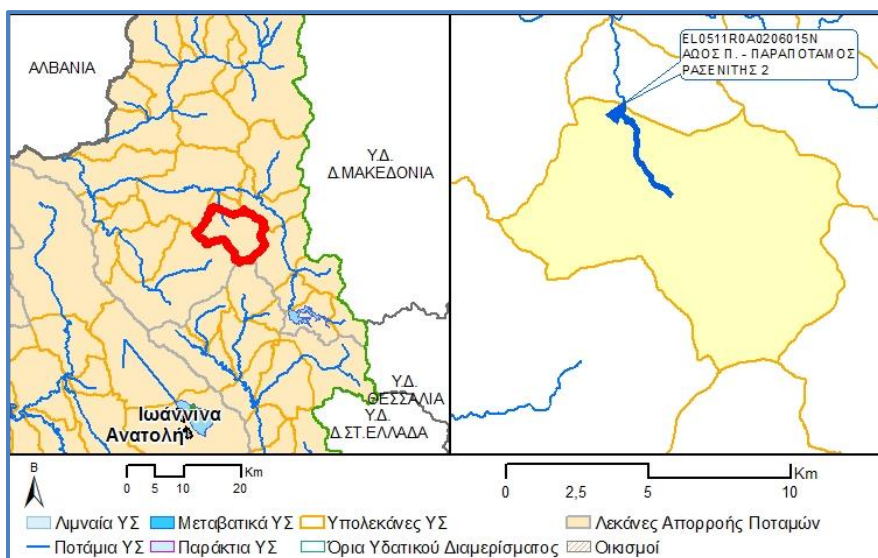 ΑΛΒΑΝΙΑ
Υ.Δ.
Δ.ΜΑΚΕΔΟΝΙΑ
Υ.Δ.
ΘΕΣΣΑΛΙΑ
Υ.Δ.
Δ.ΣΤ.ΕΛΛΑΔΑ
Ιωάννινα
Ανατολή
EL0511R0A0206015N
ΑΩΟΣ Π. - ΠΑΡΑΠΟΤΑΜΟΣ
ΡΑΣΕΝΙΤΗΣ 2
Β
Km
0 5 10 20
Km
0 2,5 5 10
Λιμναία ΥΣ Μεταβατικά ΥΣ Υπολεκάνες ΥΣ Λεκάνες Απορροής Ποταμών
Ποτάμια ΥΣ Παράκτια ΥΣ Όρια Υδατικού Διαμερίσματος Οικισμοί